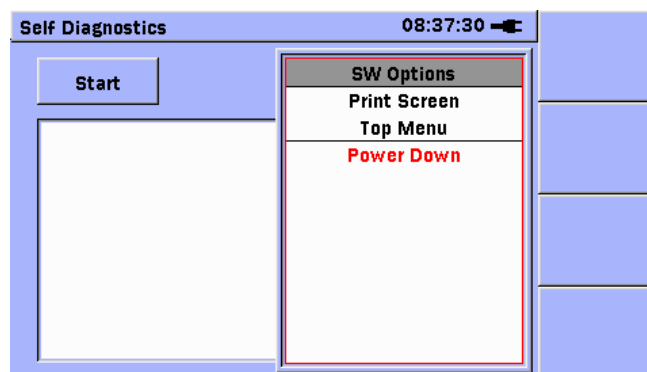 Self Diagnostics 08:37:30
Start
SW Options
Print Screen
Top Menu
Power Down